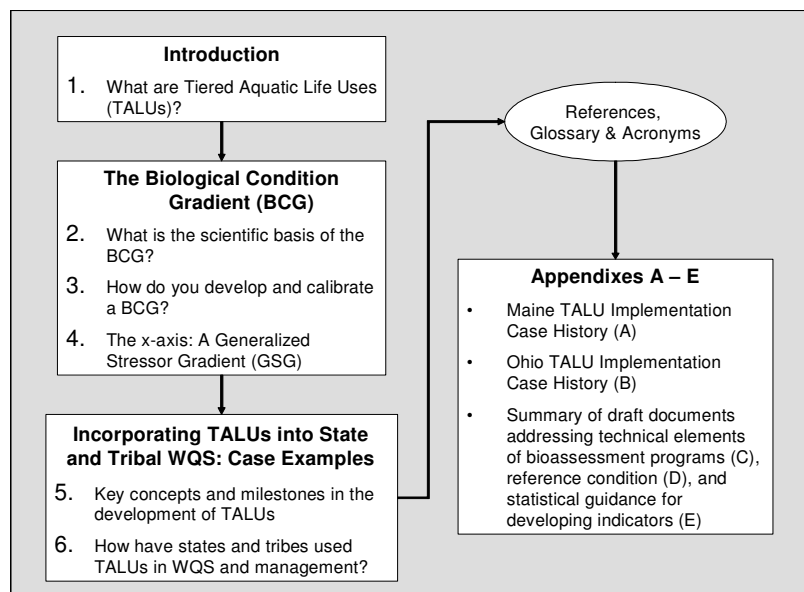 Introduction
1. What are Tiered Aquatic Life Uses
(TALUs)?
The Biological Condition
Gradient (BCG)
2. What is the scientific basis of the
BCG?
3. How do you develop and calibrate
a BCG?
4. The x-axis: A Generalized
Stressor Gradient (GSG)
Incorporating TALUs into State
and Tribal WQS: Case Examples
5. Key concepts and milestones in the
development of TALUs
6. How have states and tribes used
TALUs in WQS and management?
References,
Glossary & Acronyms
Appendixes A – E
• Maine TALU Implementation
Case History (A)
• Ohio TALU Implementation
Case History (B)
• Summary of draft documents
addressing technical elements
of bioassessment programs (C),
reference condition (D), and
statistical guidance for
developing indicators (E)